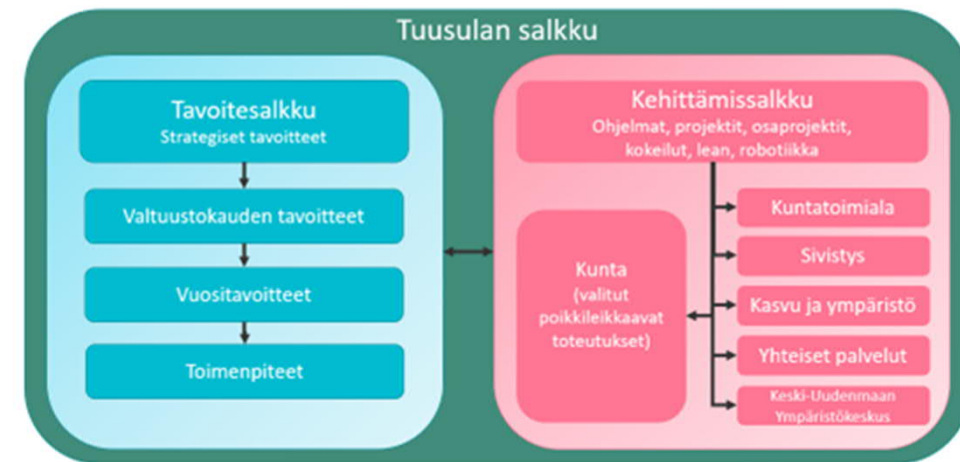 Tuusulan salkku
Tavoitesalkku
Strategiset tavoitteet
Valtuustokauden tavoitteet
Vuositavoitteet
Toimenpiteet
Kehittämissalkku
Ohjelmat, projektit, osaprojektit,
kokeilut, lean, robotiikka
Kunta
(valitut
poikkileikkaavat
toteutukset)
Kuntatoimiala
Sivistys
Kasvu ja ympäristö
Yhteiset palvelut
Keski-Uudenmaan
Ympäristökeskus